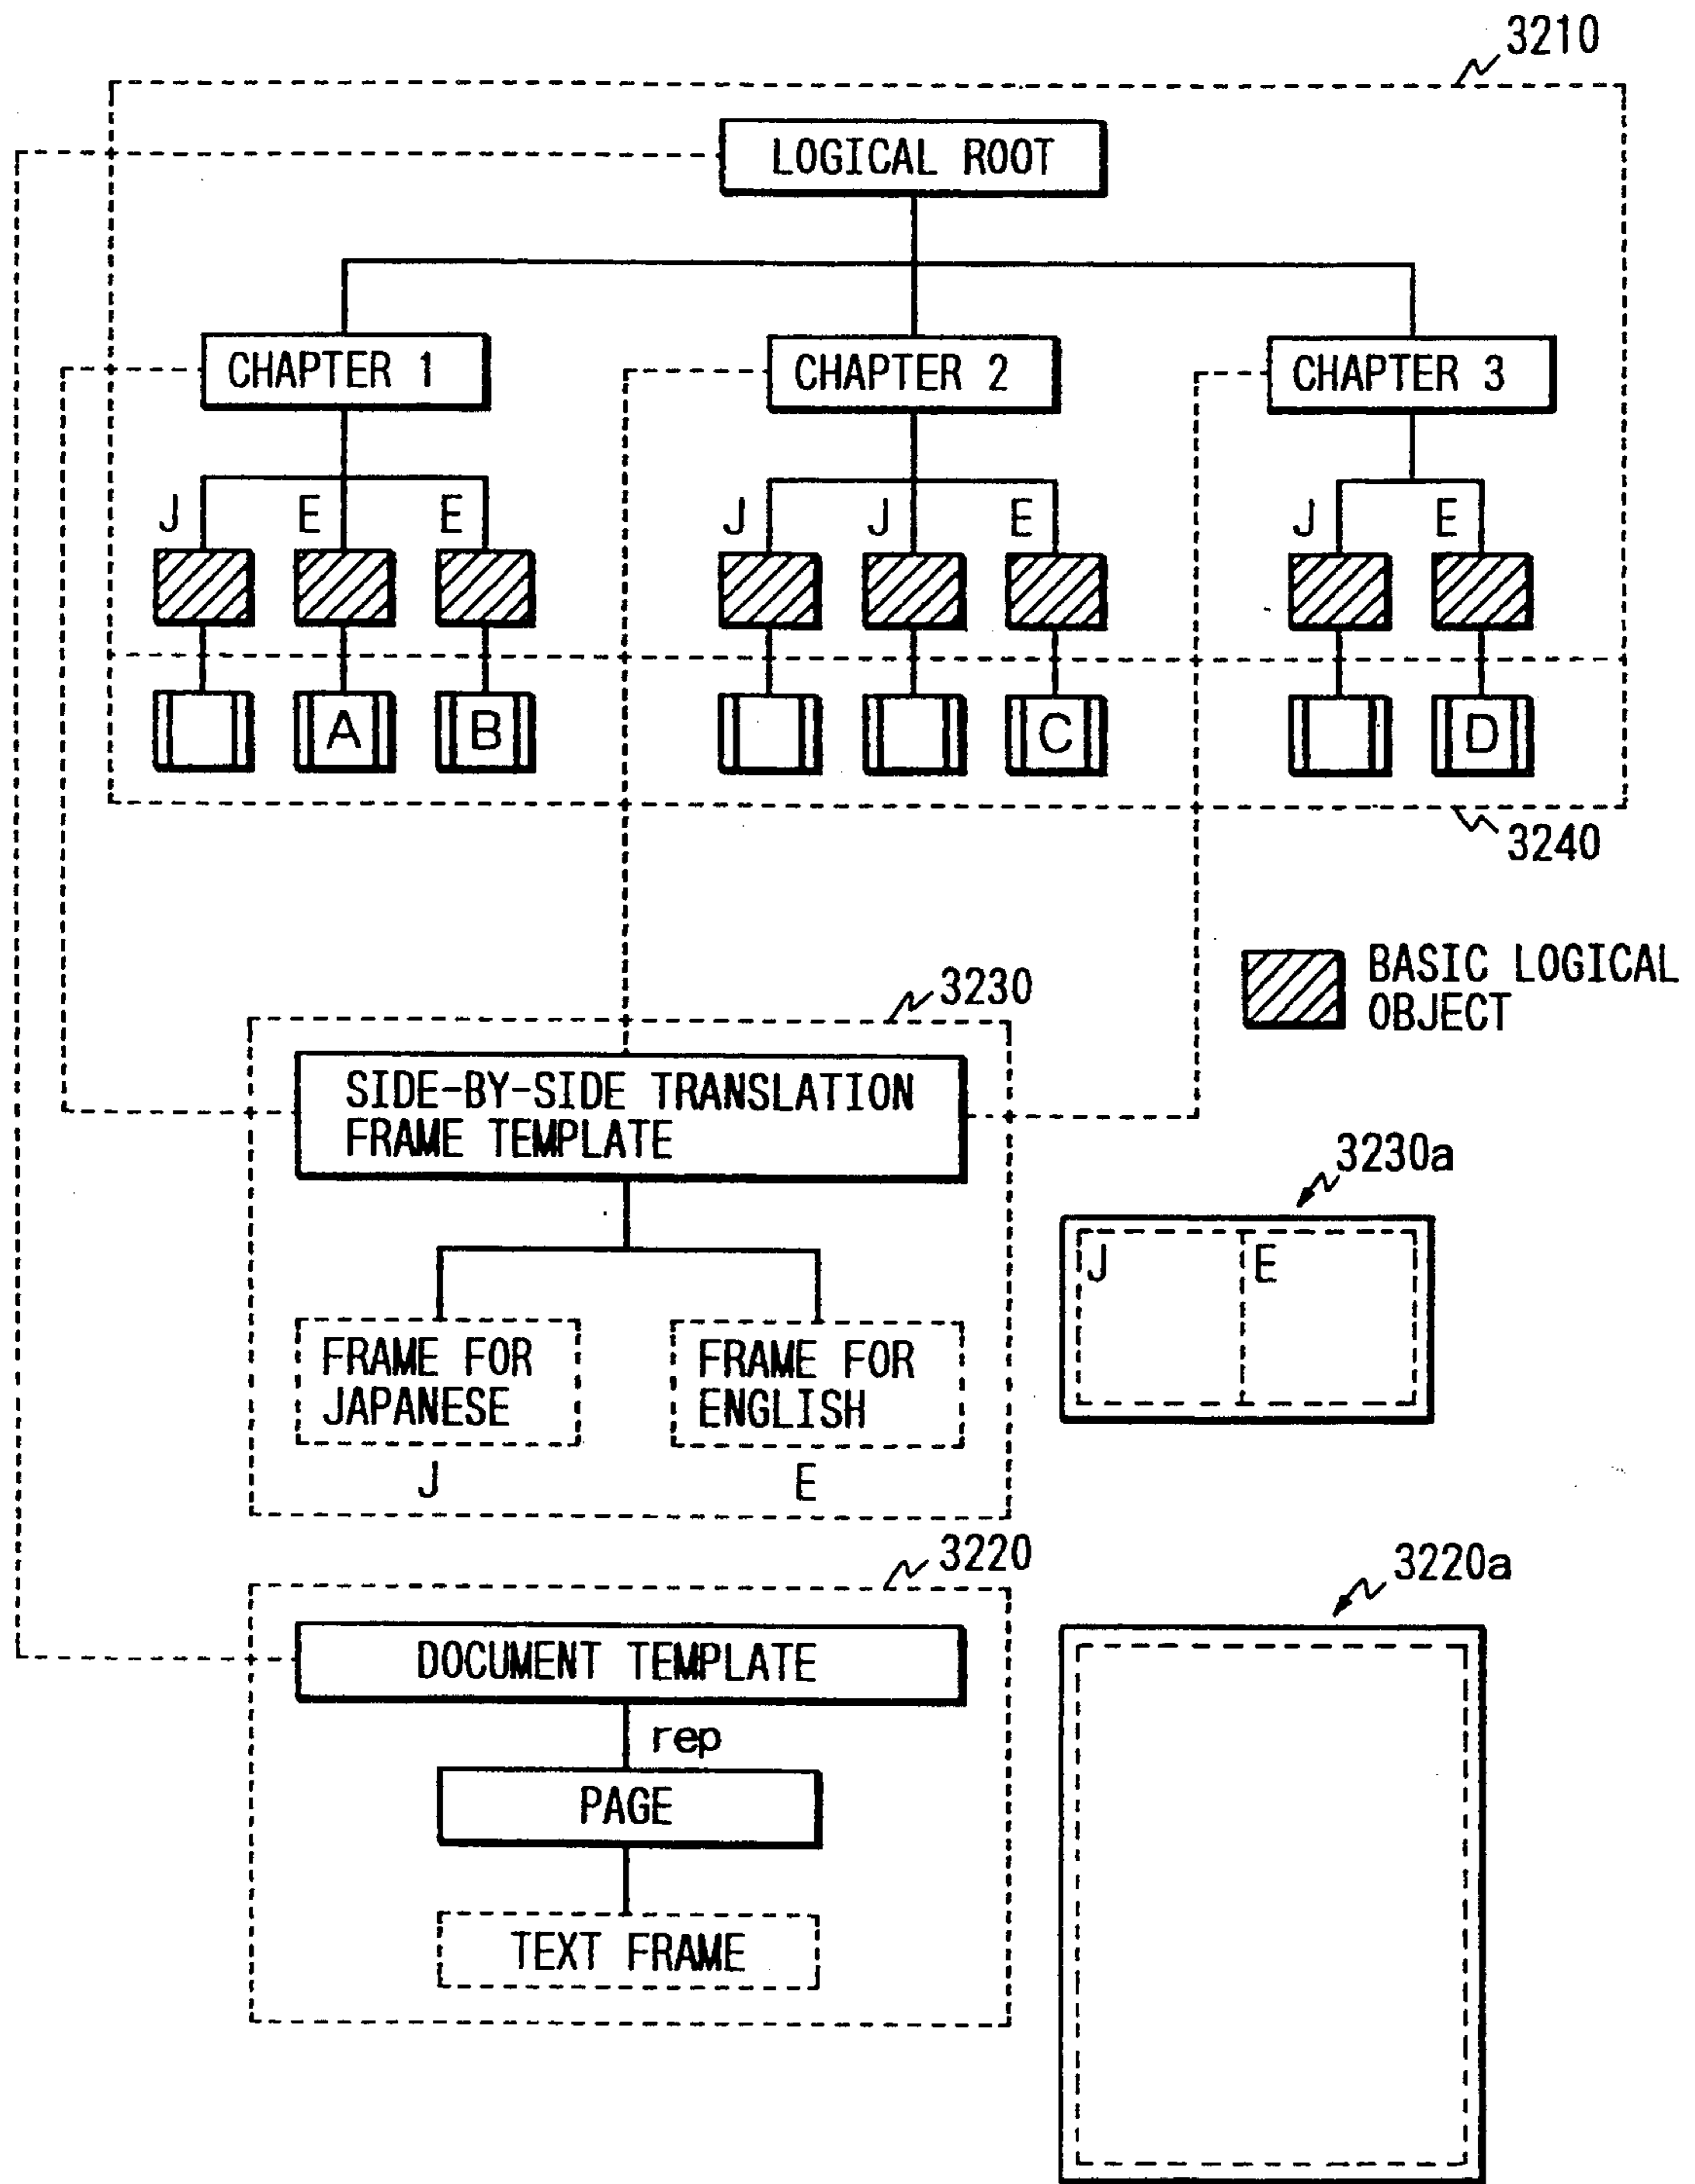 3210
LOGICAL ROOT
CHAPTER 1
CHAPTER 2
CHAPTER 3
J E E
J J E
J E
A B
C
D
3240
BASIC LOGICAL
OBJECT
3230
SIDE-BY-SIDE TRANSLATION
FRAME TEMPLATE
3230a
J E
FRAME FOR
JAPANESE
FRAME FOR
ENGLISH
J
E
3220
3220a
DOCUMENT TEMPLATE
rep
PAGE
TEXT FRAME